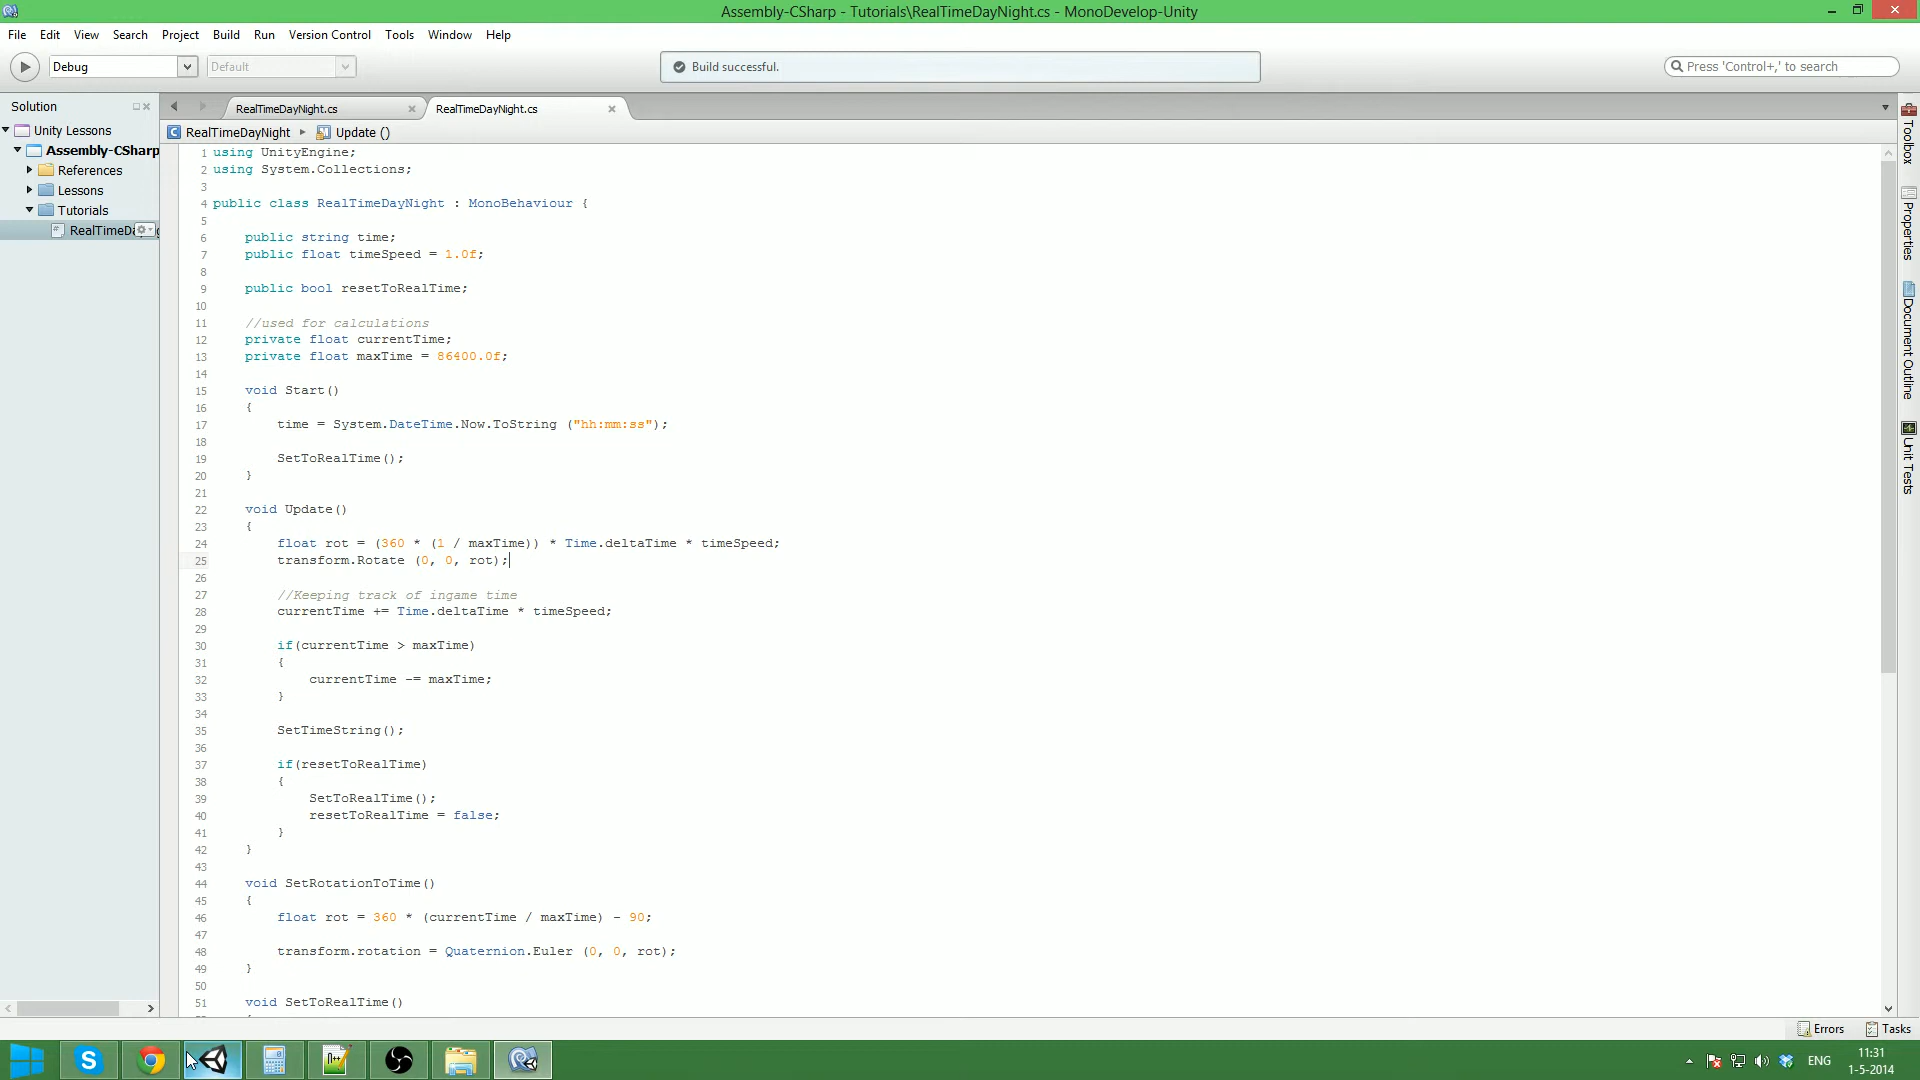 Assembly-CSharp - Tutorials\RealTimeDayNight.cs - MonoDevelop-Unity
File Edit View Search Project Build Run Version Control Tools Window Help
Debug
Default
Build successful.
Press 'Control+,' to search
Solution
Unity Lessons
Assembly-CSharp
References
Lessons
Tutorials
RealTimeDa
RealTimeDayNight.cs
RealTimeDayNight.cs
RealTimeDayNight
Update ()
1 using UnityEngine;
2 using System.Collections;
3
4 public class RealTimeDayNight : MonoBehaviour {
5
6 public string time;
7 public float timeSpeed = 1.0f;
8
9 public bool resetToRealTime;
10
11 //used for calculations
12 private float currentTime;
13 private float maxTime = 86400.0f;
14
15 void Start()
16 {
17 time = System.DateTime.Now.ToString ("hh:mm:ss");
18
19 SetToRealTime();
20 }
21
22 void Update()
23 {
24 float rot = (360 * (1 / maxTime)) * Time.deltaTime * timeSpeed;
25 transform.Rotate (0, 0, rot);
26
27 //Keeping track of ingame time
28 currentTime += Time.deltaTime * timeSpeed;
29
30 if(currentTime > maxTime)
31 {
32 currentTime -= maxTime;
33 }
34
35 SetTimeString();
36
37 if(resetToRealTime)
38 {
39 SetToRealTime();
40 resetToRealTime = false;
41 }
42 }
43
44 void SetRotationToTime()
45 {
46 float rot = 360 * (currentTime / maxTime) - 90;
47
48 transform.rotation = Quaternion.Euler (0, 0, rot);
49 }
50
51 void SetToRealTime()
Toolbox
Properties
Document Outline
Unit Tests
Errors
Tasks
ENG
11:31
1-5-2014